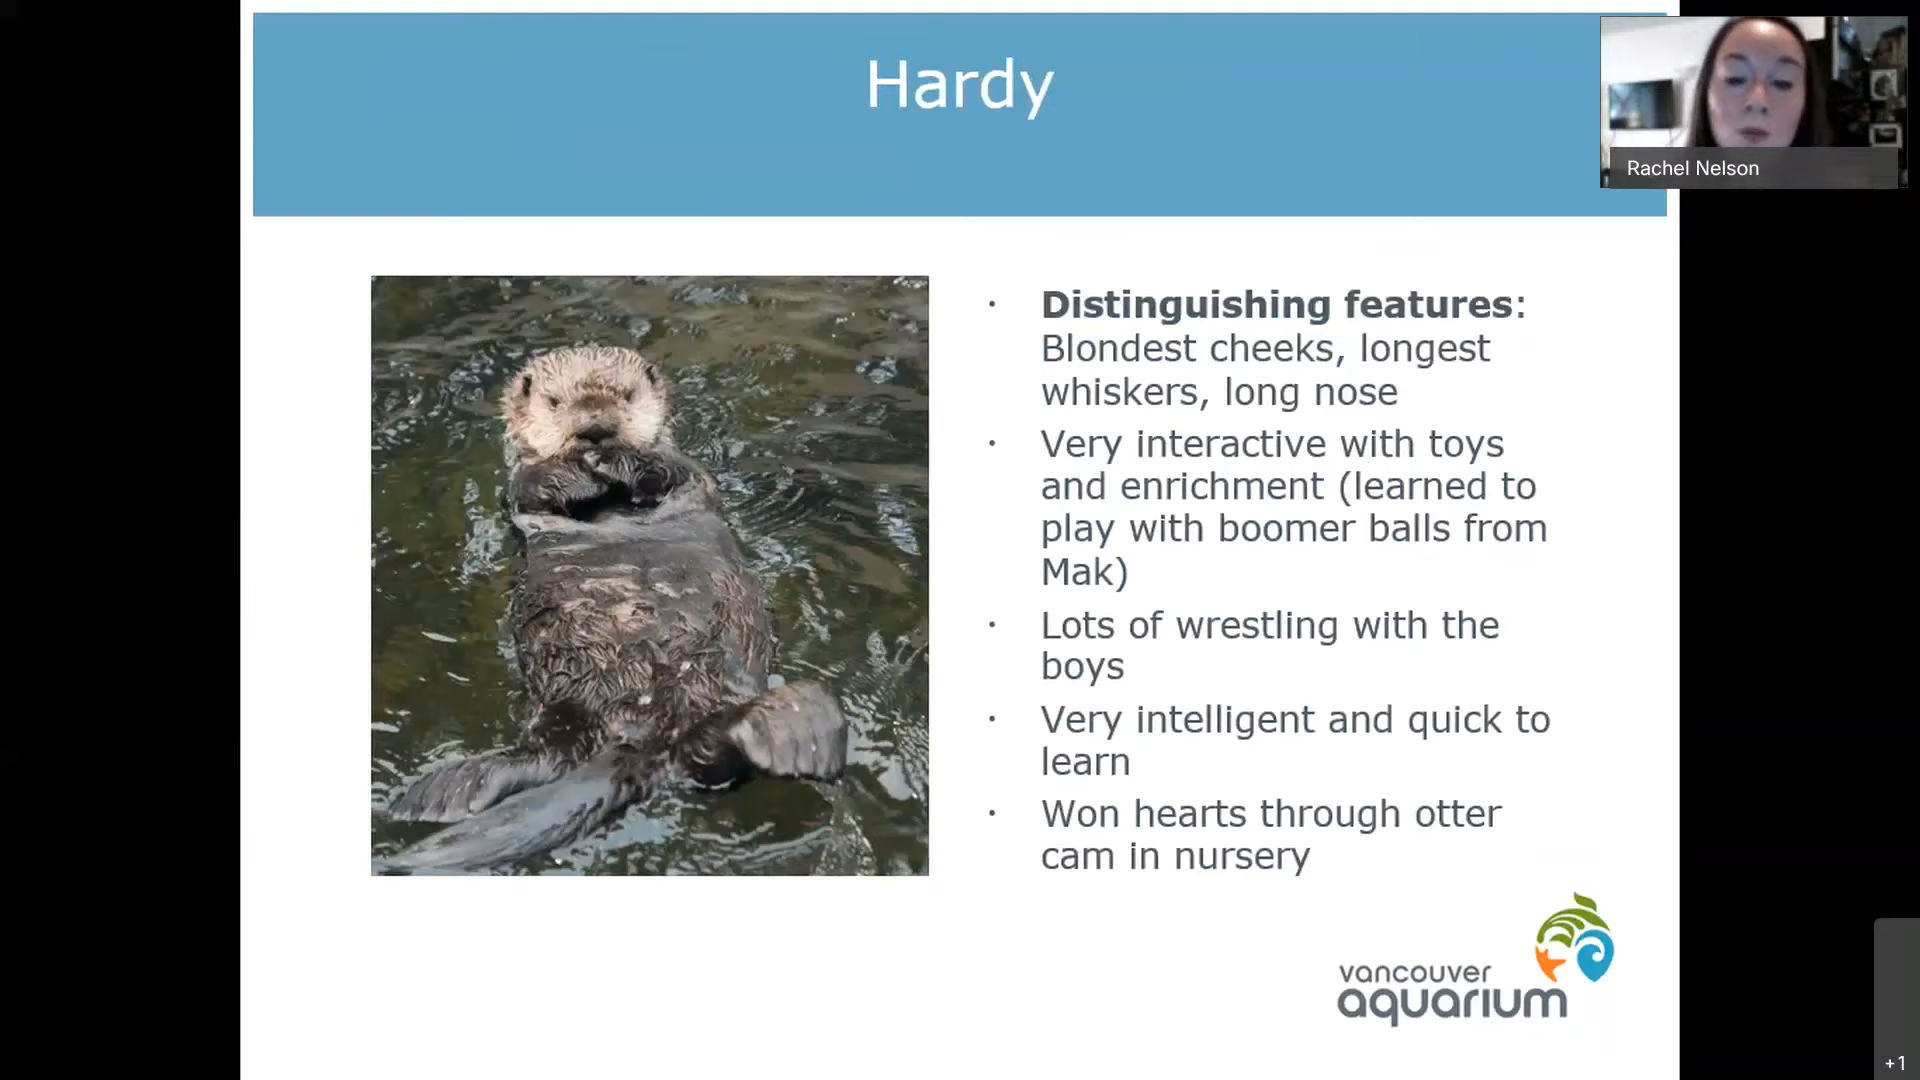 Hardy
Rachel Nelson
· Distinguishing features:
Blondest cheeks, longest
whiskers, long nose
· Very interactive with toys
and enrichment (learned to
play with boomer balls from
Mak)
· Lots of wrestling with the
boys
· Very intelligent and quick to
learn
· Won hearts through otter
cam in nursery
vancouver
aquarium
+1